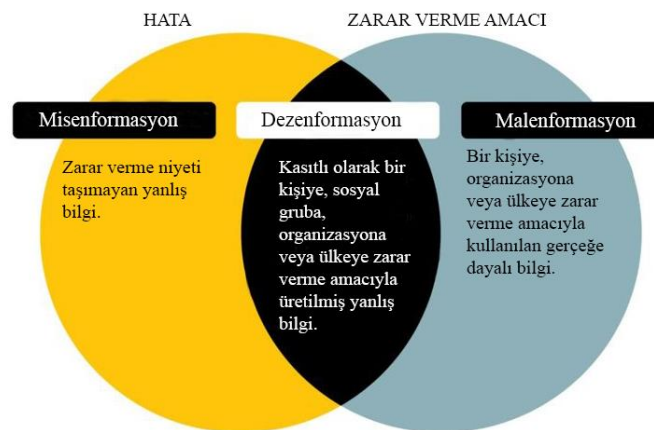 HATA
ZARAR VERME AMACI
Misenformasyon
Zarar verme niyeti
taşımayan yanlış
bilgi.
Dezenformasyon
Kasıtlı olarak bir
kişiye, sosyal
gruba,
organizasyona
veya ülkeye zarar
verme amacıyla
üretilmiş yanlış
bilgi.
Malenformasyon
Bir kişiye,
organizasyona
veya ülkeye zarar
verme amacıyla
kullanılan gerçeğe
dayalı bilgi.